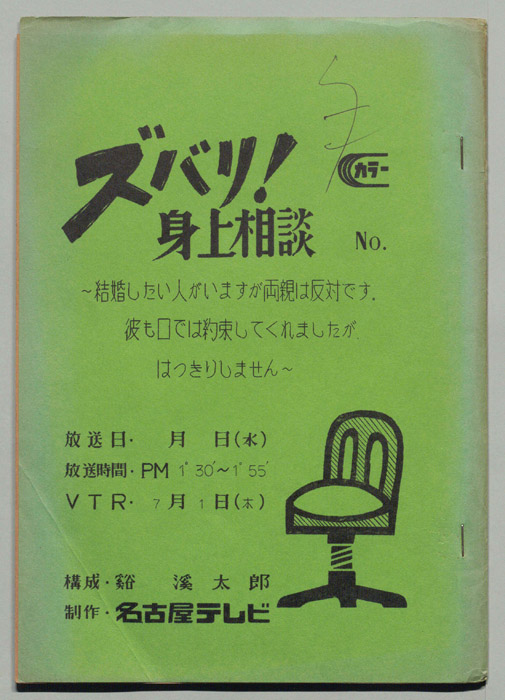 ズバリ!
カラー
身上相談 No.
~結婚したい人がいますが両親は反対です.
彼も口では約束してくれましたが.
はっきりしません~
放送日・ 月 日(水)
放送時間・PM 1° 30′~1° 55′
VTR・ 7月 1日(木)
構成・谿 溪太郎
制作・名古屋テレビ